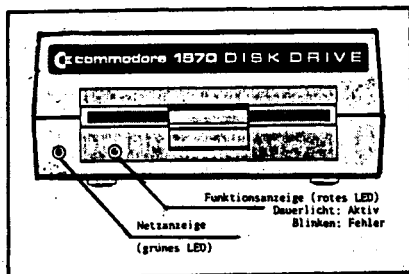 commodore 1570 DISK DRIVE
Funktionsanzeige (rotes LED)
Dauerlicht: Aktiv
Blinken: Fehler
Netzanzeige
(grünes LED)